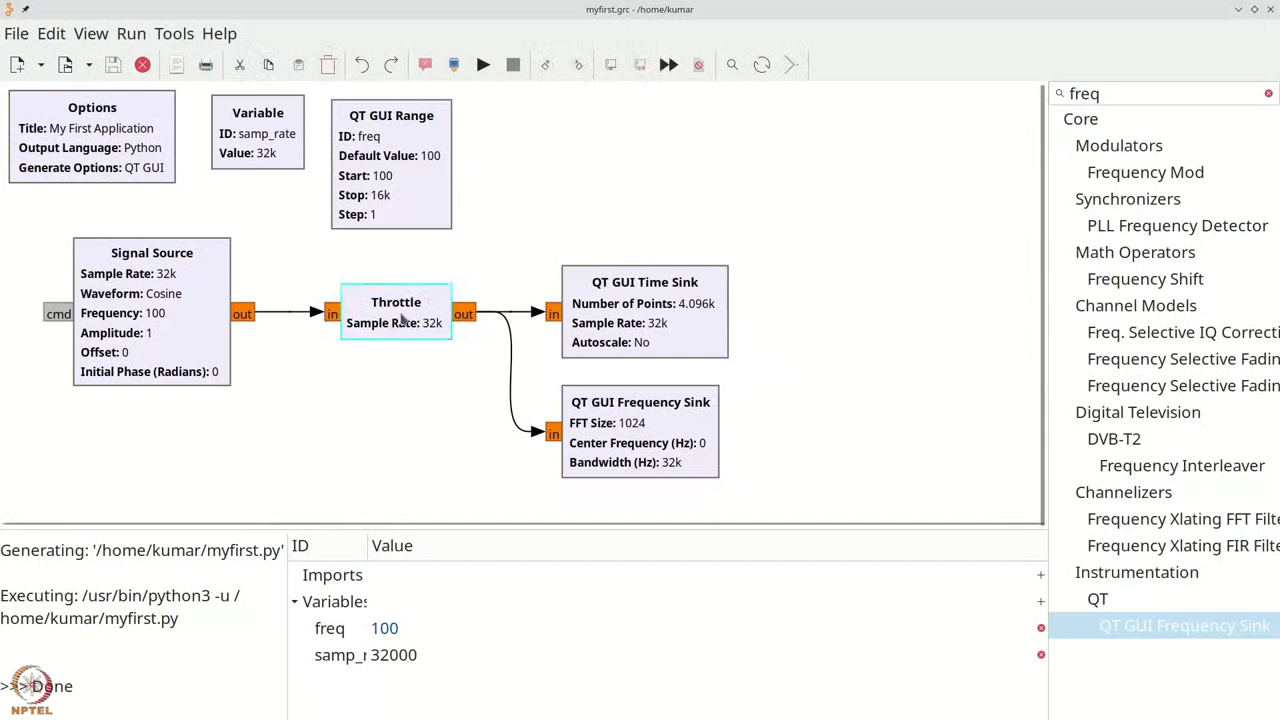 myfirst.grc - /home/kumar
File Edit View Run Tools Help
Options
Title: My First Application
Output Language: Python
Generate Options: QT GUI
Variable
ID: samp_rate
Value: 32k
QT GUI Range
ID: freq
Default Value: 100
Start: 100
Stop: 16k
Step: 1
Signal Source
Sample Rate: 32k
Waveform: Cosine
Frequency: 100
Amplitude: 1
Offset: 0
Initial Phase (Radians): 0
cmd
out
in
Throttle
Sample Rate: 32k
out
in
QT GUI Time Sink
Number of Points: 4.096k
Sample Rate: 32k
Autoscale: No
in
QT GUI Frequency Sink
FFT Size: 1024
Center Frequency (Hz): 0
Bandwidth (Hz): 32k
freq
Core
Modulators
Frequency Mod
Synchronizers
PLL Frequency Detector
Math Operators
Frequency Shift
Channel Models
Freq. Selective IQ Correcti
Frequency Selective Fadin
Frequency Selective Fadin
Digital Television
DVB-T2
Frequency Interleaver
Channelizers
Frequency Xlating FFT Filte
Frequency Xlating FIR Filte
Instrumentation
QT
QT GUI Frequency Sink
Generating: '/home/kumar/myfirst.py'
Executing: /usr/bin/python3 -u /
home/kumar/myfirst.py
>>> Done
NPTEL
ID Value
Imports
Variables
freq 100
samp_r 32000